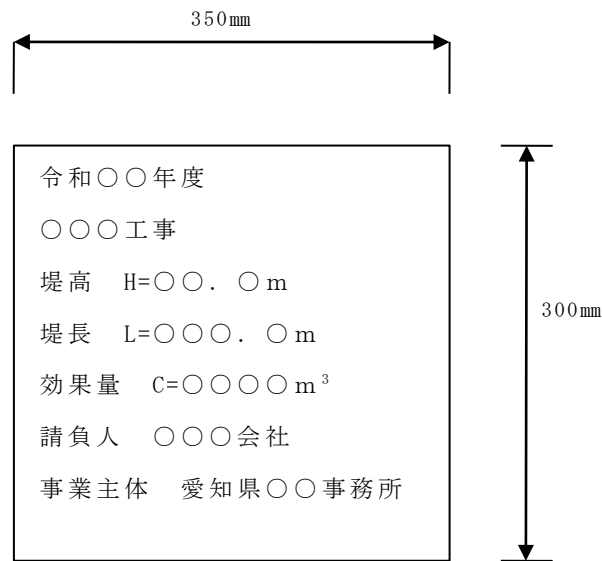 350㎜
令和○○年度
○○○工事
堤高　H=○○．○ｍ
堤長　L=○○○．○ｍ
300㎜
効果量　C=○○○○ｍ³
請負人　○○○会社
事業主体　愛知県○○事務所